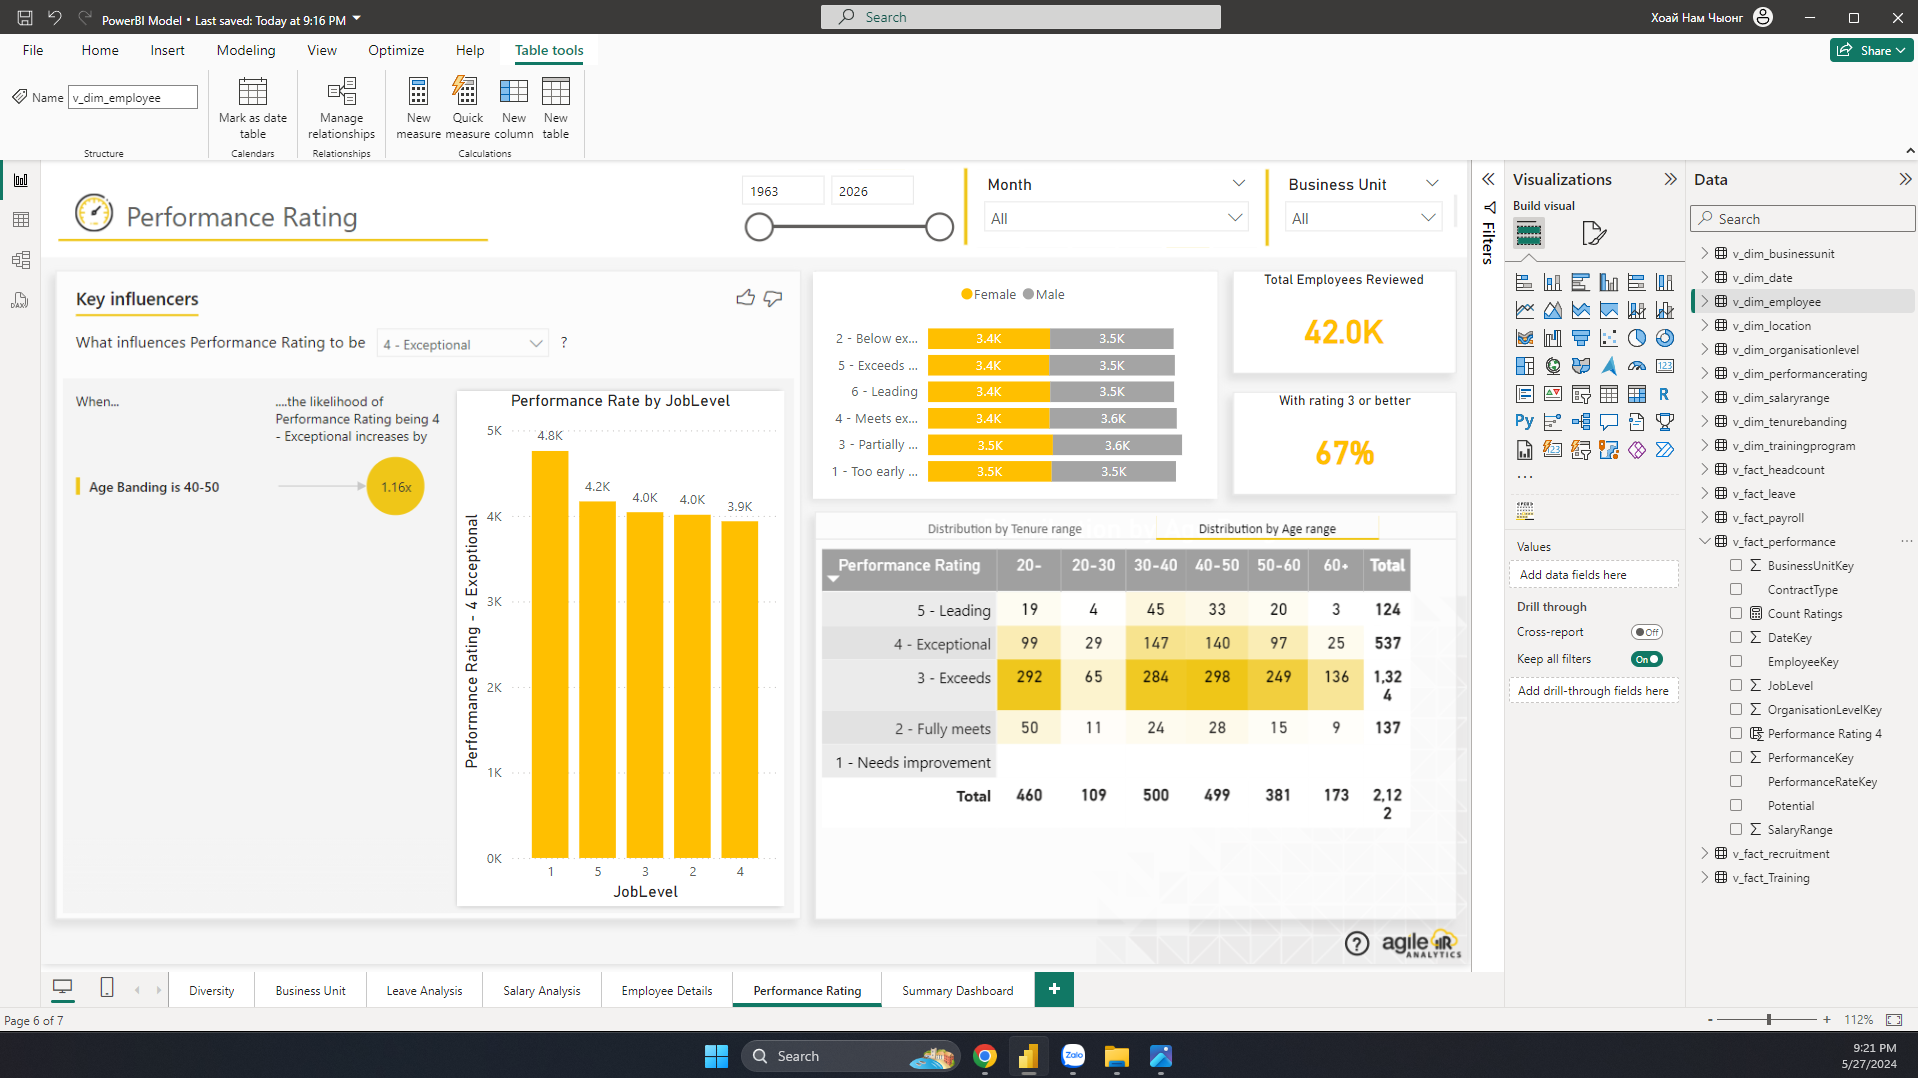 PowerBI Model • Last saved: Today at 9:16 PM
Search
Хоай Нам Чыонг
File
Home
Insert
Modeling
View
Optimize
Help
Table tools
Share
Name
v_dim_employee
Mark as date
table
Manage
relationships
New
measure
Quick
measure
New
column
New
table
Structure
Calendars
Relationships
Calculations
Performance Rating
1963
2026
Month
All
Business Unit
All
Filters
Key influencers
What influences Performance Rating to be
4 - Exceptional
?
When...
....the likelihood of
Performance Rating being 4
- Exceptional increases by
Age Banding is 40-50
1.16x
Performance Rate by JobLevel
Performance Rating - 4 Exceptional
5K
4K
3K
2K
1K
0K
4.8K
4.2K
4.0K
4.0K
3.9K
1
5
3
2
4
JobLevel
Female
Male
2 - Below ex...
3.4K
3.5K
5 - Exceeds ...
3.4K
3.5K
6 - Leading
3.4K
3.5K
4 - Meets ex...
3.4K
3.6K
3 - Partially ...
3.5K
3.6K
1 - Too early ...
3.5K
3.5K
Total Employees Reviewed
42.0K
With rating 3 or better
67%
Distribution by Tenure range
Distribution by Age range
Performance Rating 20- 20-30 30-40 40-50 50-60 60+ Total
5 - Leading 19 4 45 33 20 3 124
4 - Exceptional 99 29 147 140 97 25 537
3 - Exceeds 292 65 284 298 249 136 1,32
4
2 - Fully meets 50 11 24 28 15 9 137
1 - Needs improvement
Total 460 109 500 499 381 173 2,12
2
?
agile HR
ANALYTICS
Visualizations
Build visual
R
Py
...
Values
Add data fields here
Drill through
Cross-report
Off
Keep all filters
On
Add drill-through fields here
Data
Search
v_dim_businessunit
v_dim_date
v_dim_employee
v_dim_location
v_dim_organisationlevel
v_dim_performancerating
v_dim_salaryrange
v_dim_tenurebanding
v_dim_trainingprogram
v_fact_headcount
v_fact_leave
v_fact_payroll
v_fact_performance
...
BusinessUnitKey
ContractType
Count Ratings
DateKey
EmployeeKey
JobLevel
OrganisationLevelKey
Performance Rating 4
PerformanceKey
PerformanceRateKey
Potential
SalaryRange
v_fact_recruitment
v_fact_Training
Diversity
Business Unit
Leave Analysis
Salary Analysis
Employee Details
Performance Rating
Summary Dashboard
+
Page 6 of 7
- + 112%
Search
Zalo
9:21 PM
5/27/2024